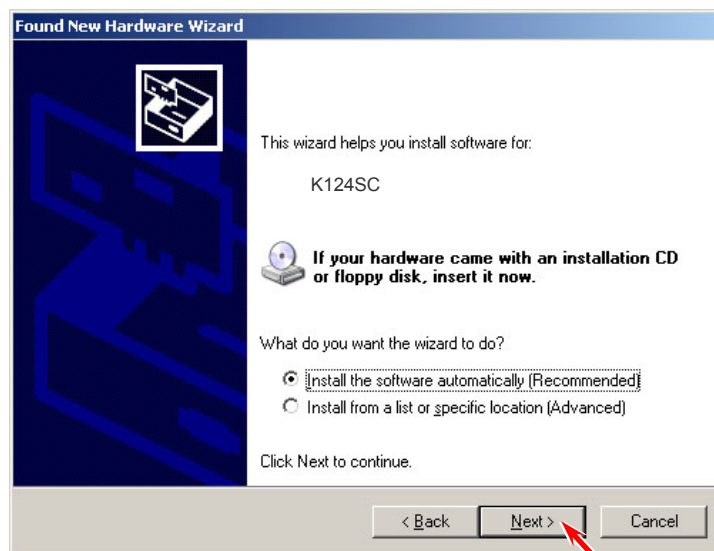 Found New Hardware Wizard
This wizard helps you install software for:
K124SC
If your hardware came with an installation CD
or floppy disk, insert it now.
What do you want the wizard to do?
Install the software automatically (Recommended)
Install from a list or specific location (Advanced)
Click Next to continue.
< Back Next > Cancel